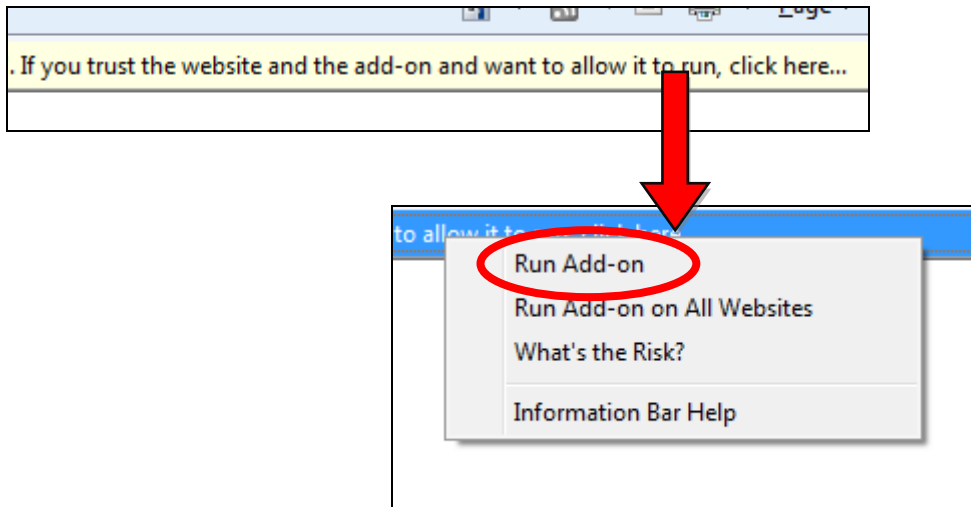 . If you trust the website and the add-on and want to allow it to run, click here...
to allow it to
Run Add-on
Run Add-on on All Websites
What's the Risk?
Information Bar Help